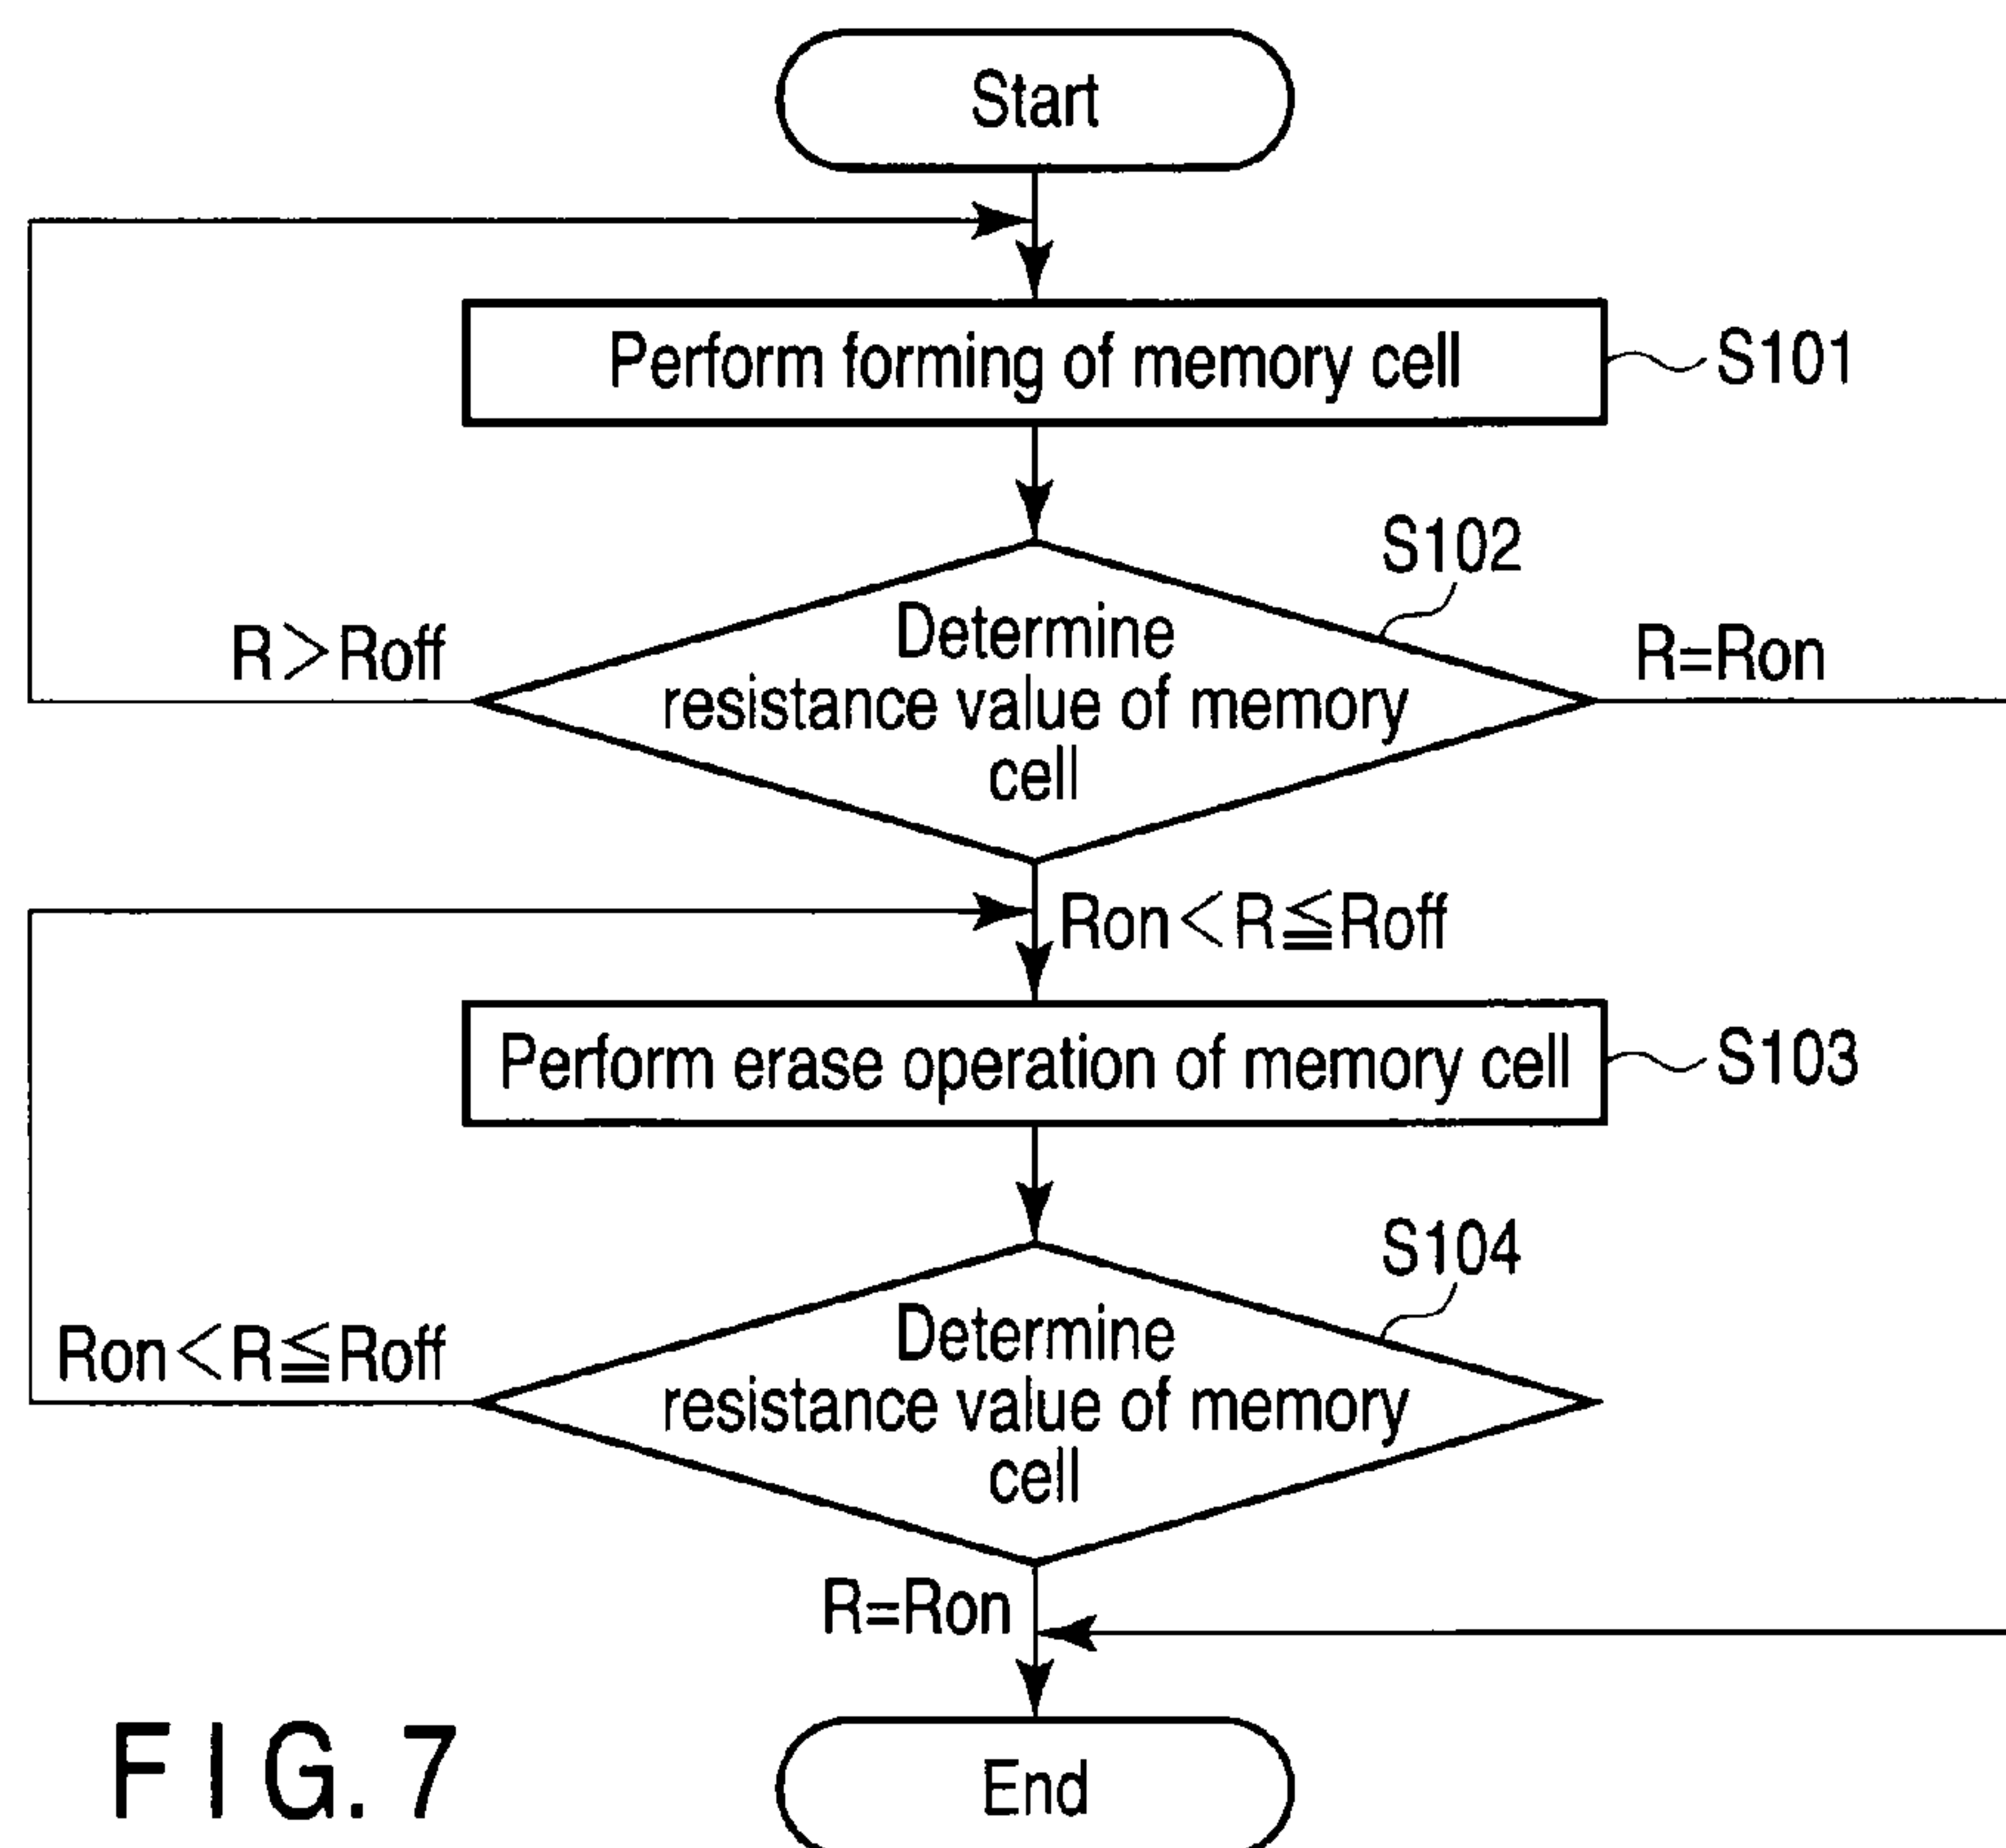 Start
Perform forming of memory cell
S101
S102
Determine
resistance value of memory
cell
R>Roff
R=Ron
Ron<R≦Roff
Perform erase operation of memory cell
S103
S104
Determine
resistance value of memory
cell
Ron<R≦Roff
R=Ron
End
FIG. 7